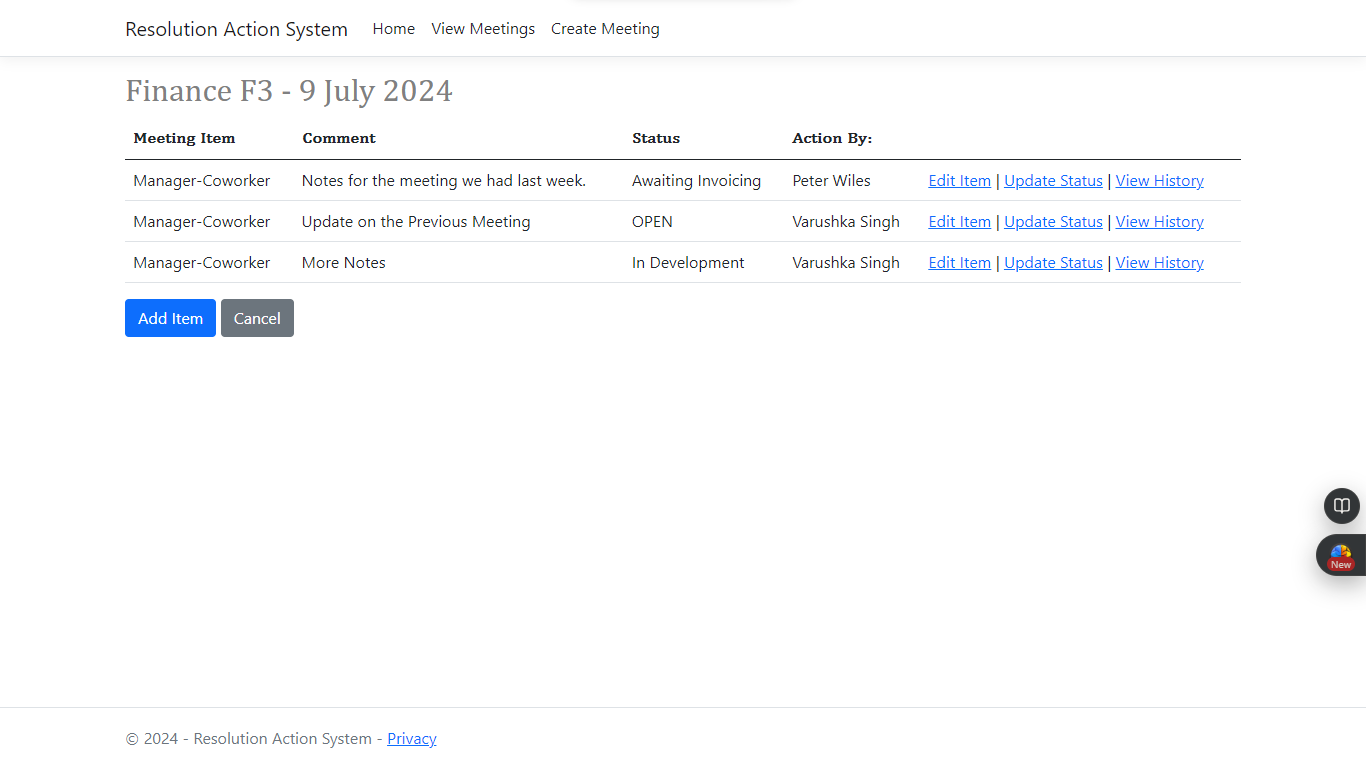 Resolution Action System Home View Meetings Create Meeting
Finance F3 - 9 July 2024
Meeting Item Comment Status Action By:
Manager-Coworker Notes for the meeting we had last week. Awaiting Invoicing Peter Wiles Edit Item | Update Status | View History
Manager-Coworker Update on the Previous Meeting OPEN Varushka Singh Edit Item | Update Status | View History
Manager-Coworker More Notes In Development Varushka Singh Edit Item | Update Status | View History
Add Item Cancel
New
© 2024 - Resolution Action System - Privacy